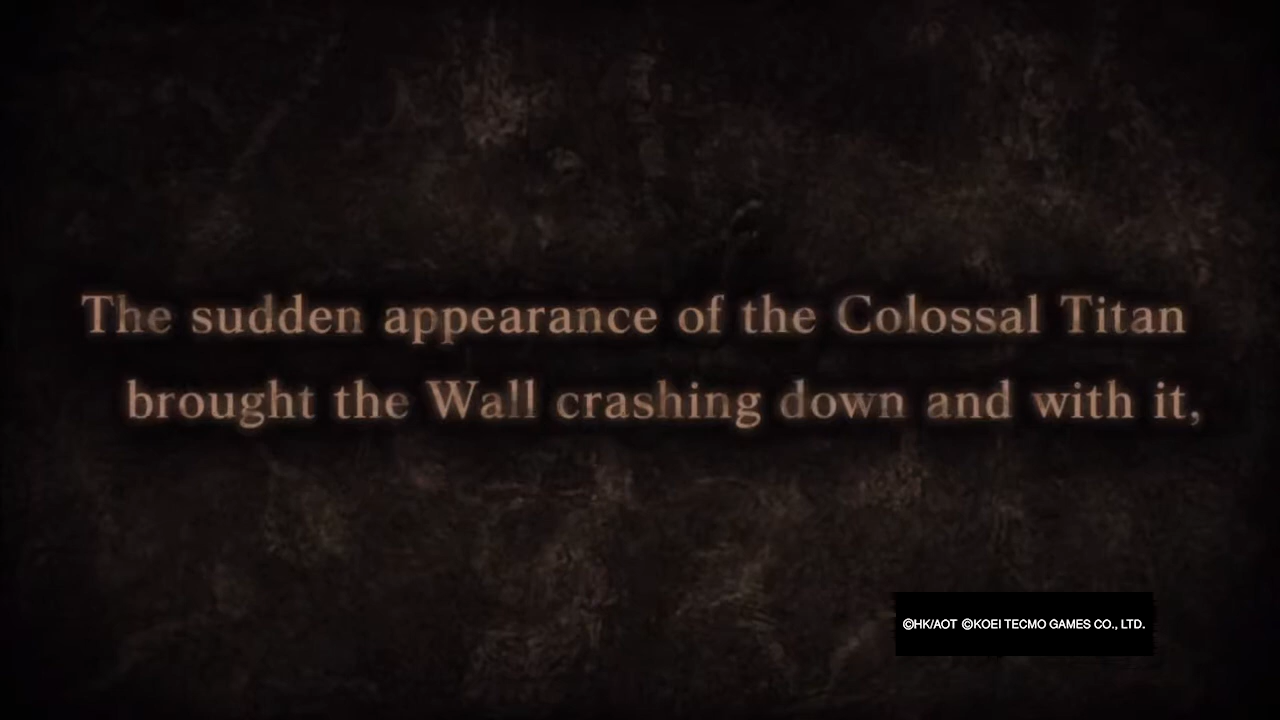 The sudden appearance of the Colossal Titan
brought the Wall crashing down and with it,
©HK/AOT ©KOEI TECMO GAMES CO., LTD.